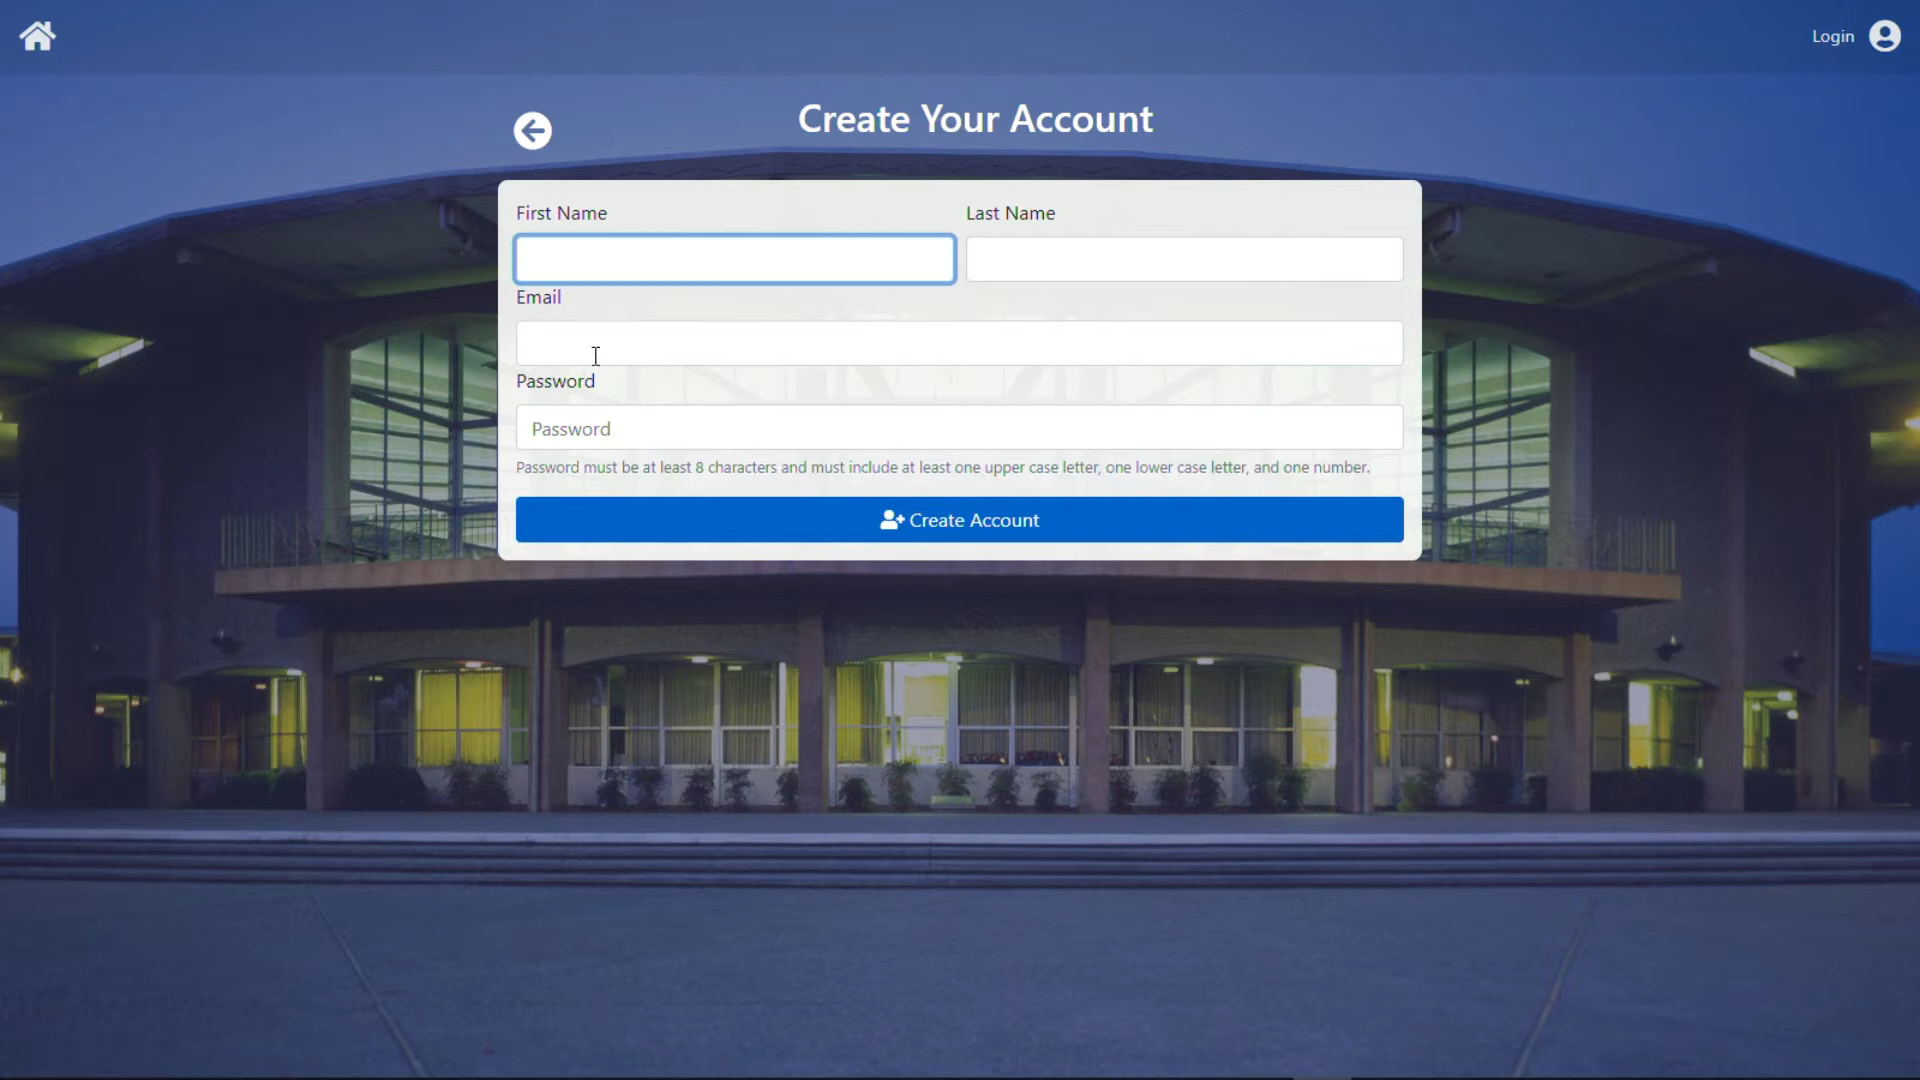 Login
Create Your Account
First Name
Last Name
Email
Password
Password
Password must be at least 8 characters and must include at least one upper case letter, one lower case letter, and one number.
Create Account